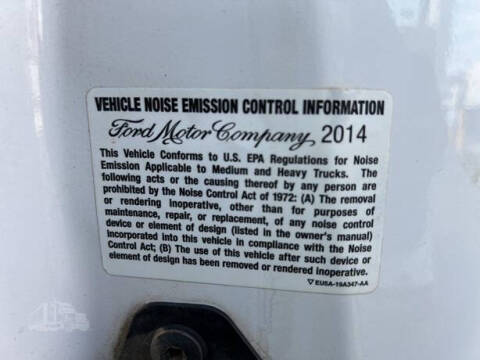 VEHICLE NOISE EMISSION CONTROL INFORMATION
Ford Motor Company 2014
This Vehicle Conforms to U.S. EPA Regulations for Noise
Emission Applicable to Medium and Heavy Trucks. The
following acts or the causing thereof by any person are
prohibited by the Noise Control Act of 1972: (A) The removal
or rendering inoperative, other than for purposes of
maintenance, repair, or replacement, of any noise control
device or element of design (listed in the owner's manual)
incorporated into this vehicle in compliance with the Noise
Control Act; (B) The use of this vehicle after such device or
element of design has been removed or rendered inoperative.
EU5A-19A347-AA